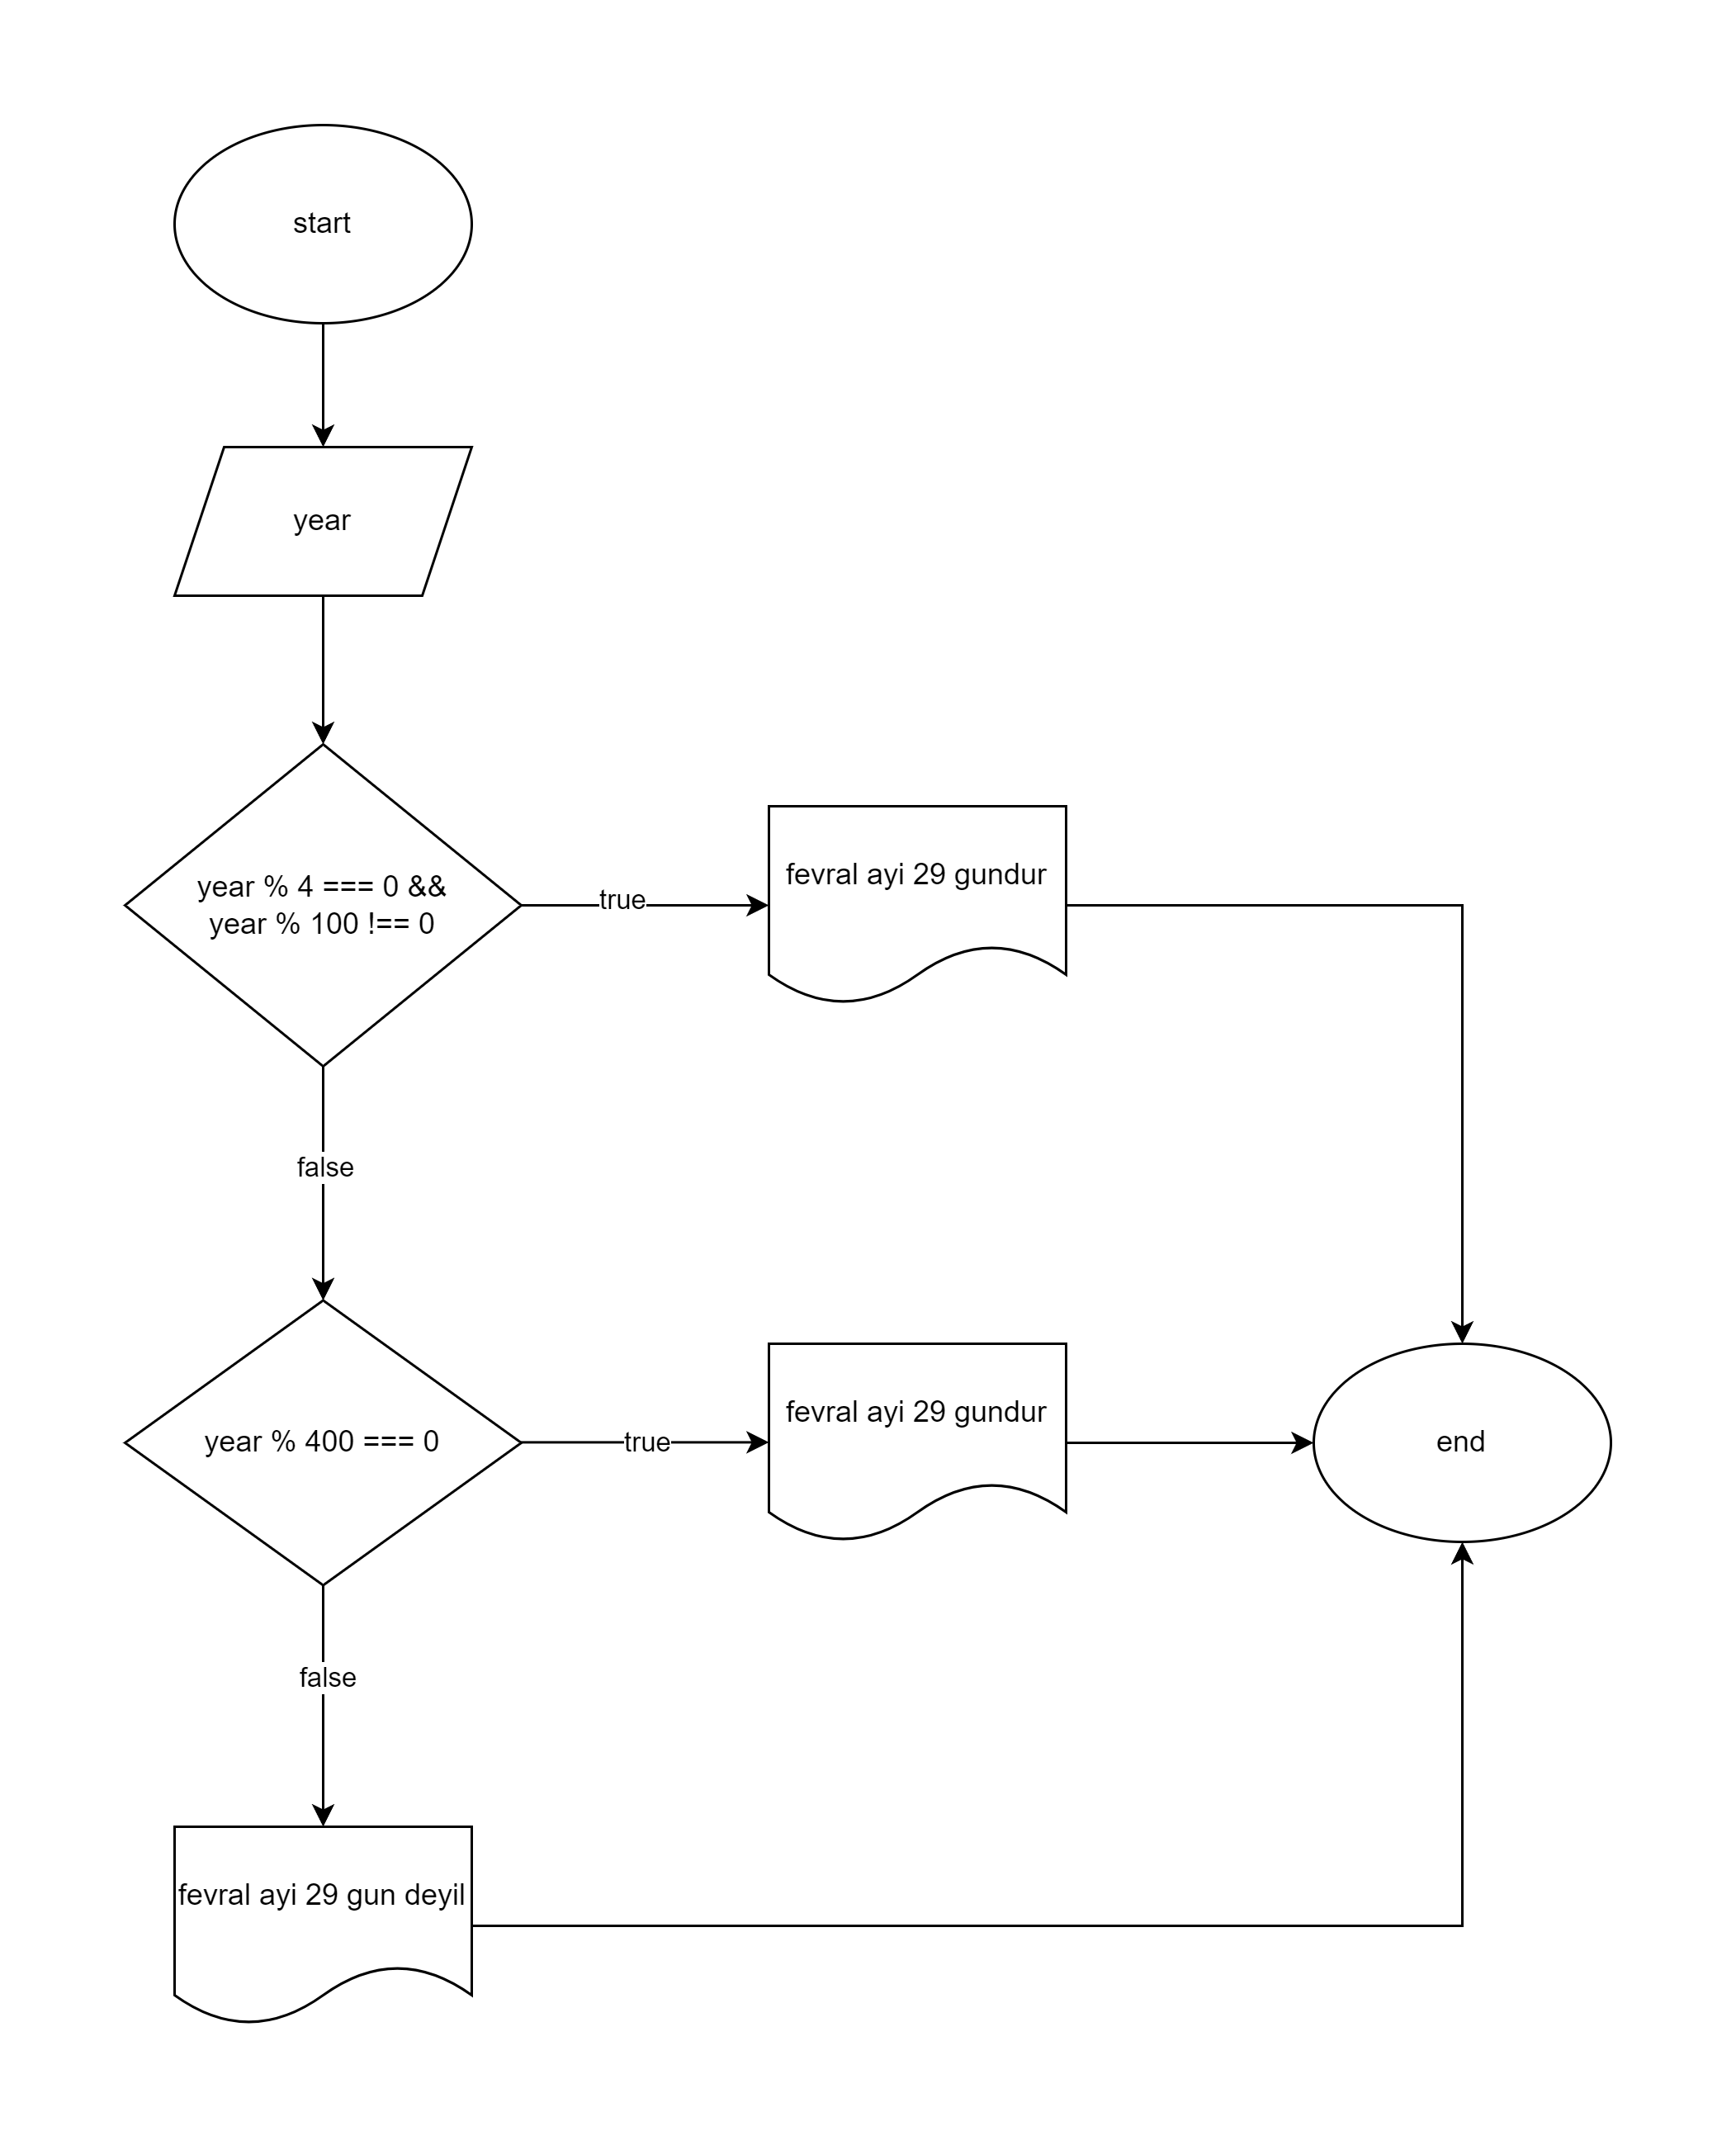 start
year
year % 4 === 0 &&
year % 100 !== 0
true
fevral ayi 29 gundur
false
year % 400 === 0
true
fevral ayi 29 gundur
end
false
fevral ayi 29 gun deyil